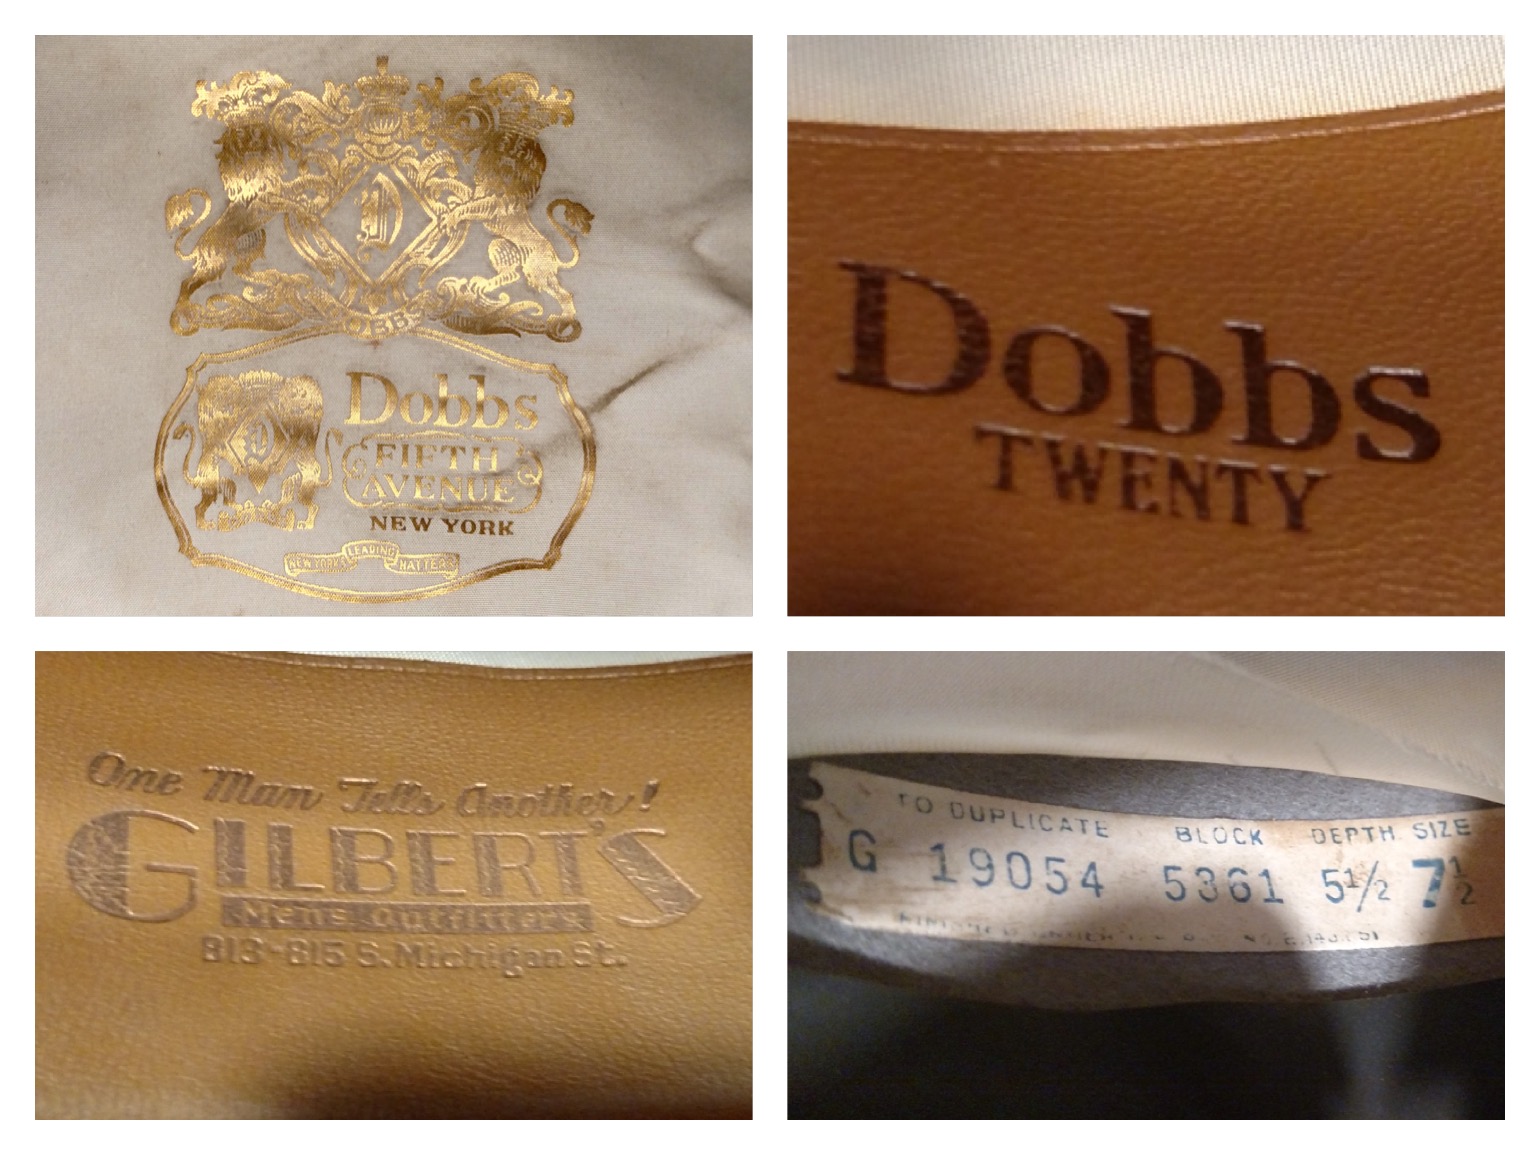 D
DOBBS
D
Dobbs
FIFTH
AVENUE
NEW YORK
NEW YORK'S LEADING HATTERS
Dobbs
TWENTY
One Man Tells Another!
GILBERT'S
Men's Outfitters
813-815 S. Michigan St.
TO DUPLICATE BLOCK DEPTH SIZE
G 19054 5361 5½ 7½